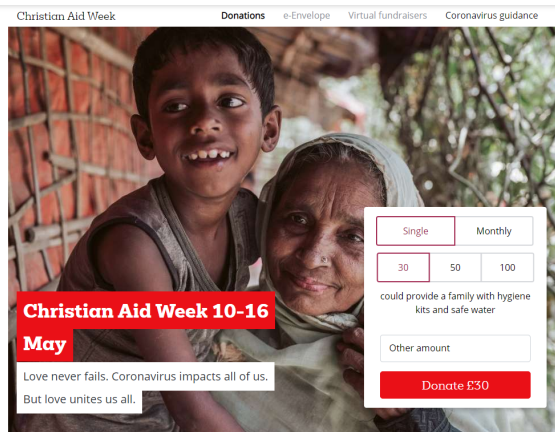 Christian Aid Week
Donations
e-Envelope
Virtual fundraisers
Coronavirus guidance
Christian Aid Week 10-16
May
Love never fails. Coronavirus impacts all of us.
But love unites us all.
Single
Monthly
30
50
100
could provide a family with hygiene
kits and safe water
Other amount
Donate £30